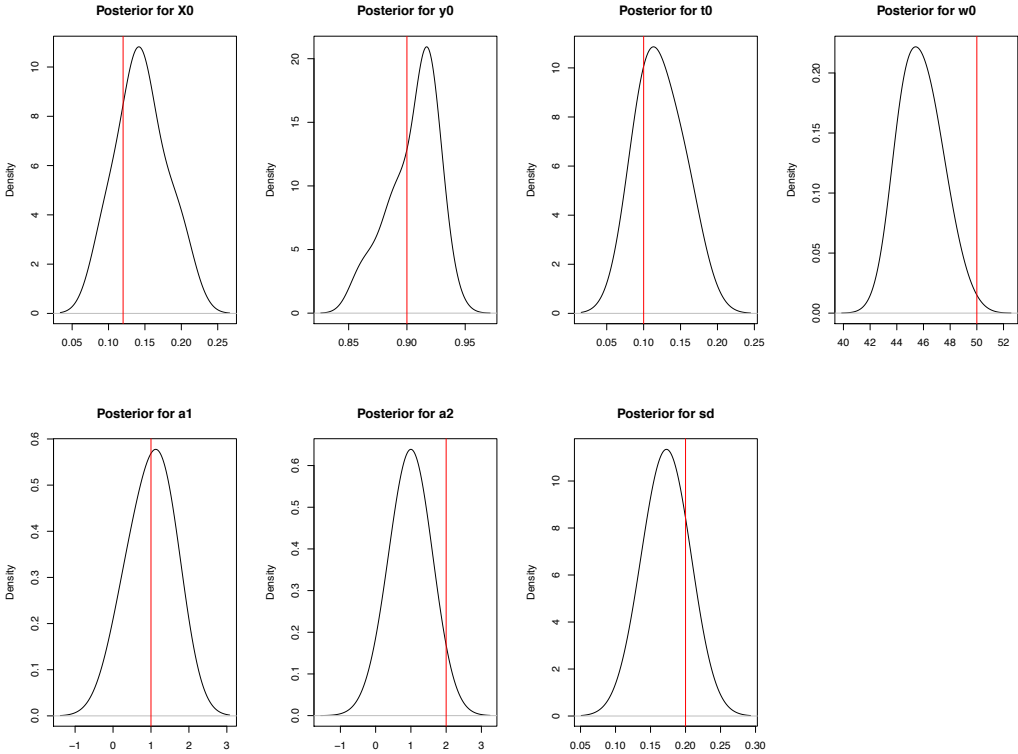 Posterior for X0
Density
0 2 4 6 8 10
0.05 0.10 0.15 0.20 0.25
Posterior for y0
Density
0 5 10 15 20
0.85 0.90 0.95
Posterior for t0
Density
0 2 4 6 8 10
0.00 0.05 0.10 0.15 0.20 0.25
Posterior for w0
Density
0.00 0.05 0.10 0.15 0.20
40 42 44 46 48 50 52
Posterior for a1
Density
0.0 0.1 0.2 0.3 0.4 0.5 0.6
−1 0 1 2 3
Posterior for a2
Density
0.0 0.1 0.2 0.3 0.4 0.5 0.6
−1 0 1 2 3
Posterior for sd
Density
0 2 4 6 8 10
0.05 0.10 0.15 0.20 0.25 0.30